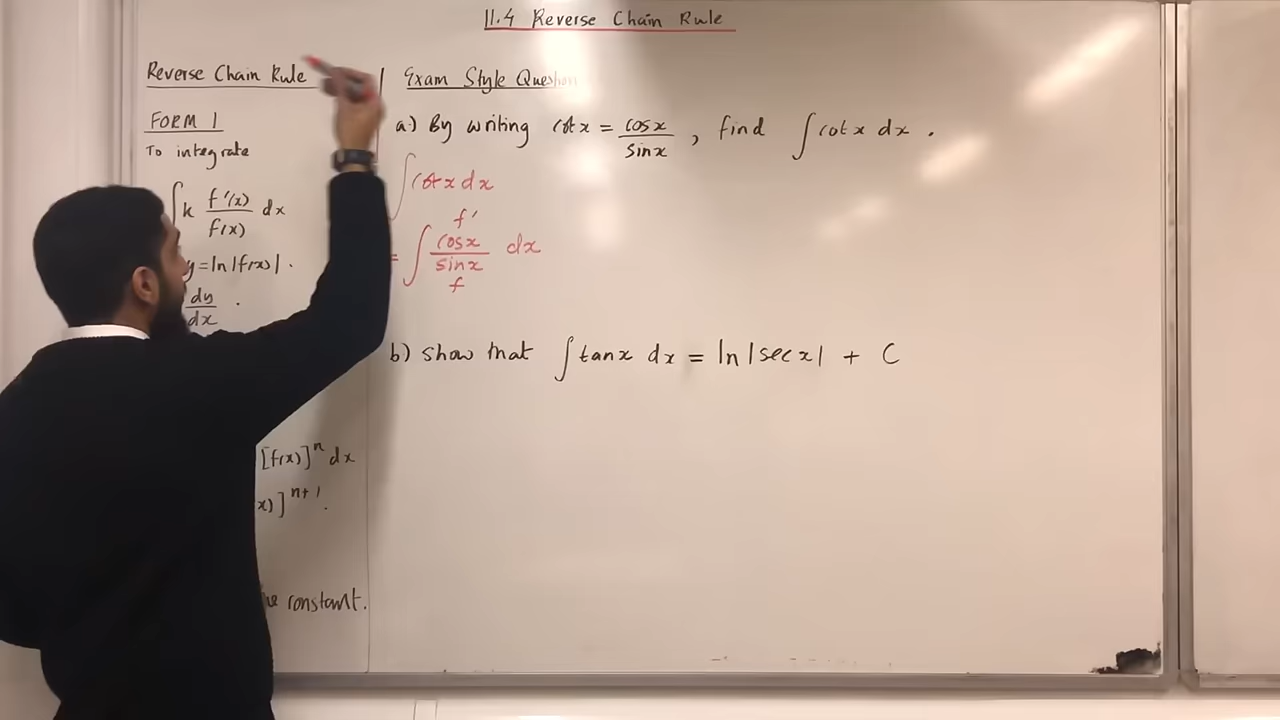 11.4 Reverse Chain Rule
Reverse Chain Rule
FORM 1
To integrate
∫ k f'(x)/f(x) dx
y = ln|f(x)|.
dy/dx .
[f(x)]^n dx
x)]^(n+1).
constant.
Exam Style Question
a.) By writing cot x = cos x/sin x , find ∫ cot x dx .
∫ cot x dx
f'
= ∫ cos x/sin x dx
f
b) Show that ∫ tan x dx = ln|sec x| + C